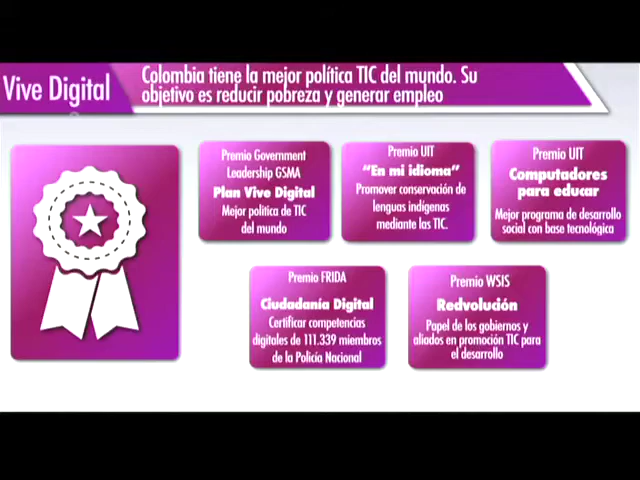 Vive Digital
Colombia tiene la mejor política TIC del mundo. Su
objetivo es reducir pobreza y generar empleo
Premio Government
Leadership GSMA
Plan Vive Digital
Mejor política de TIC
del mundo
Premio UIT
“En mi idioma”
Promover conservación de
lenguas indígenas
mediante las TIC.
Premio UIT
Computadores
para educar
Mejor programa de desarrollo
social con base tecnológica
Premio FRIDA
Ciudadanía Digital
Certificar competencias
digitales de 111.339 miembros
de la Policía Nacional
Premio WSIS
Redvolución
Papel de los gobiernos y
aliados en promoción TIC para
el desarrollo